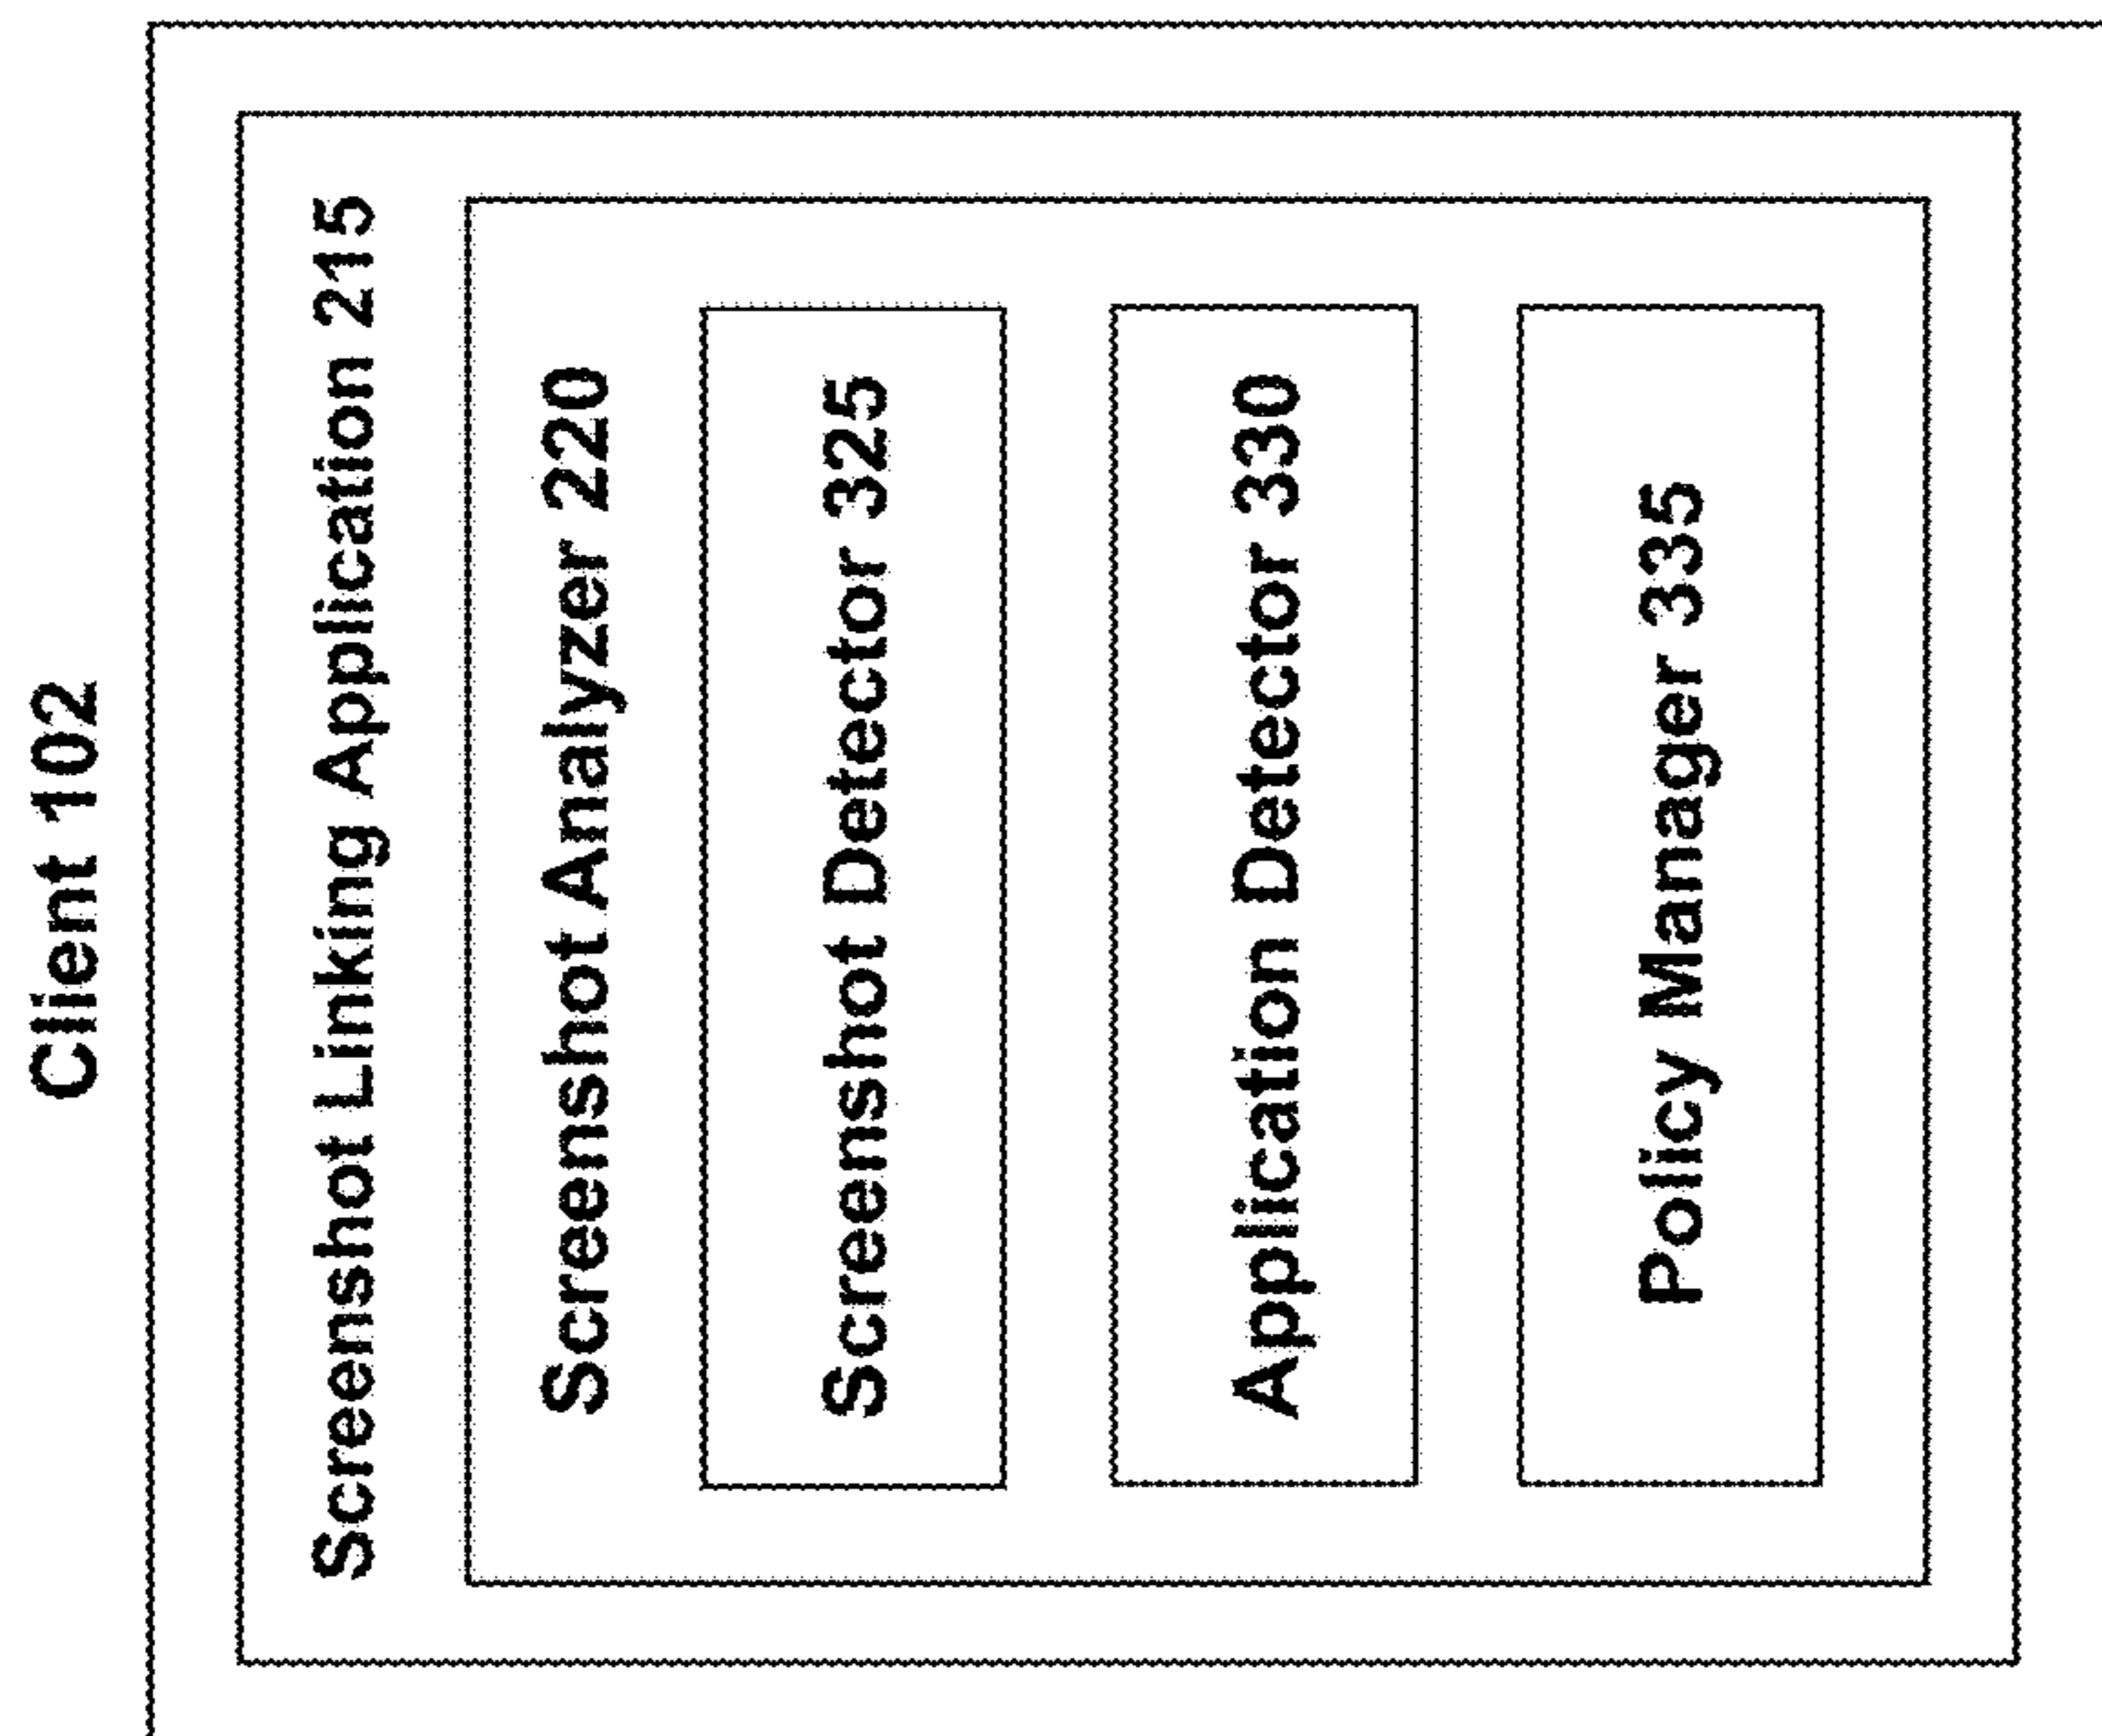 Client 102
Screenshot Linking Application 215
Screenshot Analyzer 220
Screenshot Detector 325
Application Detector 330
Policy Manager 335